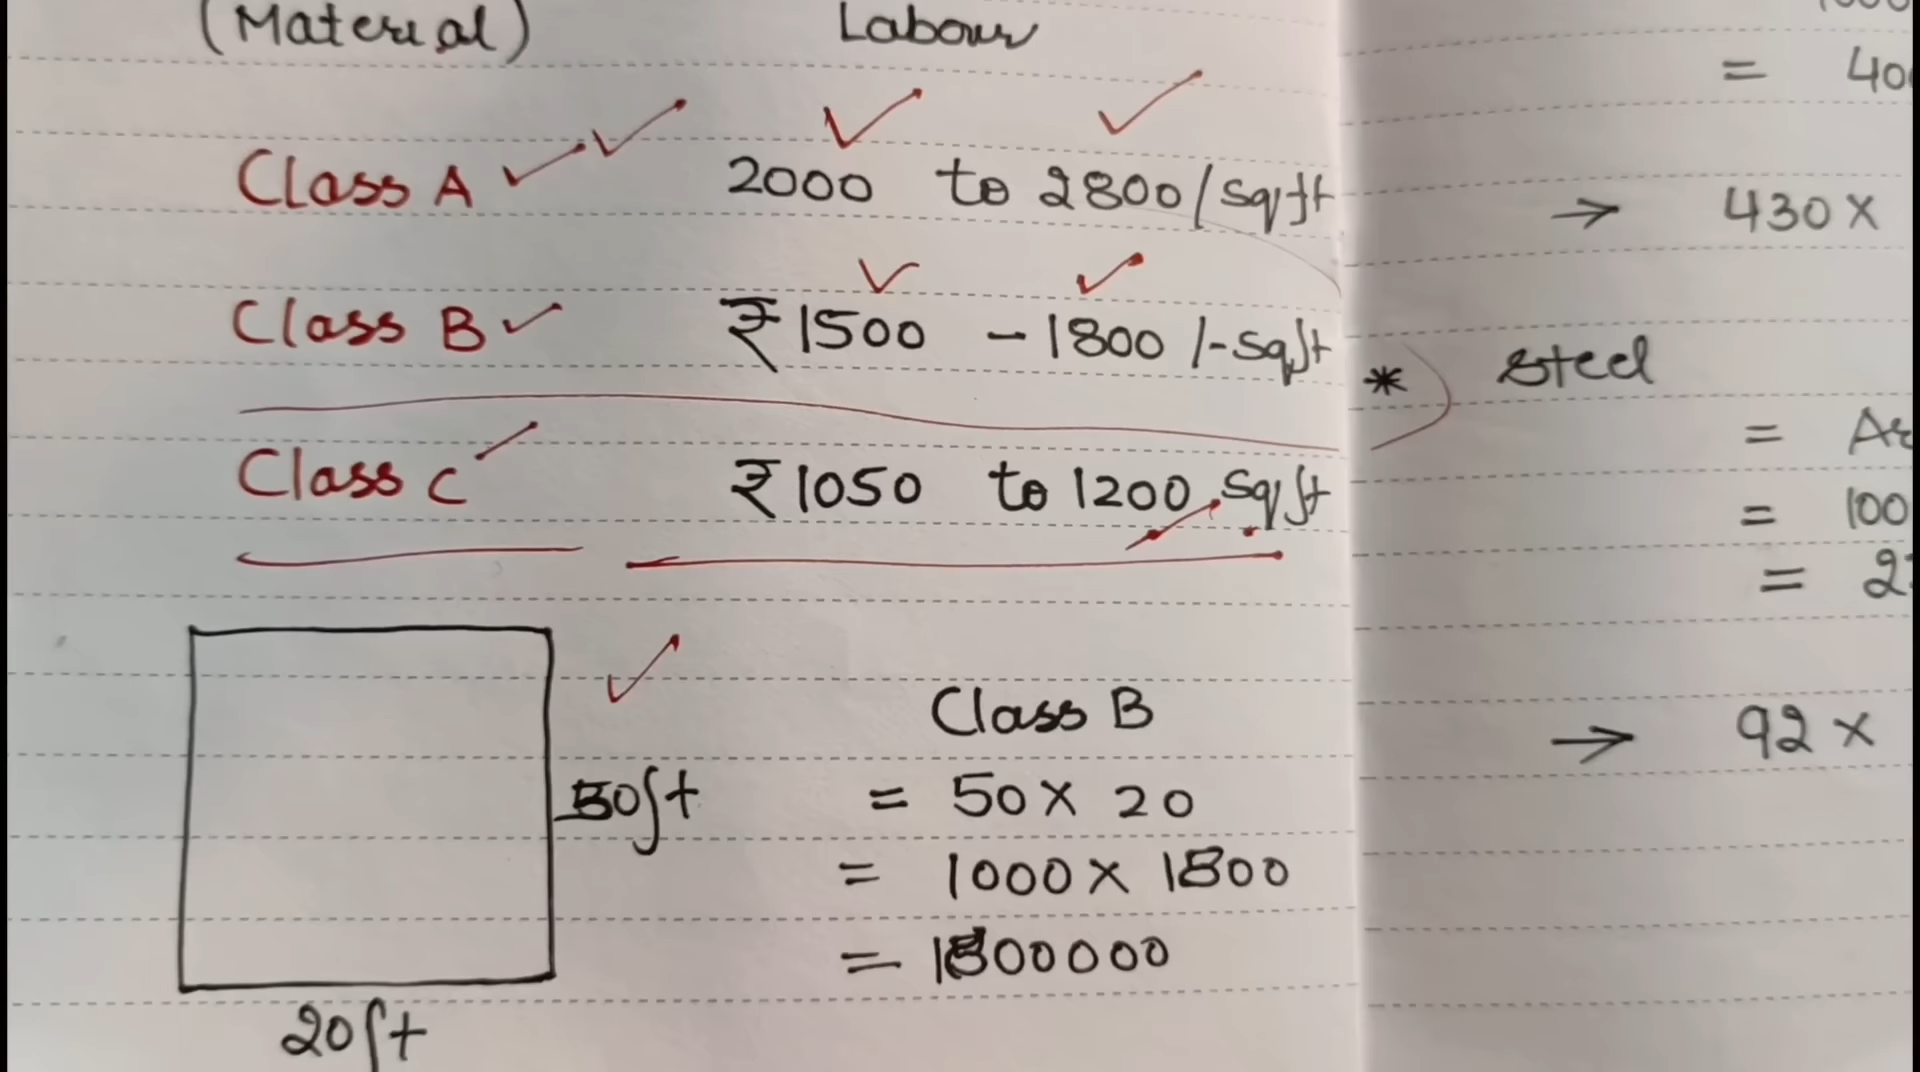 (Material) Labour
Class A 2000 to 2800/sqft
Class B ₹1500 - 1800/-sqft
Class C ₹1050 to 1200 sqft
50ft
20ft
Class B
= 50 × 20
= 1000 × 1800
= 1800000
=
→ 430 ×
* Steel
=
= 100
=
→ 92 ×